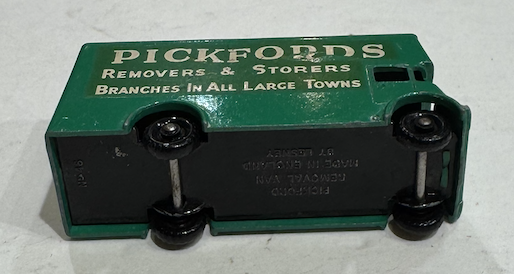 PICKFORDS
REMOVERS & STORERS
BRANCHES IN ALL LARGE TOWNS
PICKFORD
REMOVAL VAN
MADE IN ENGLAND
BY LESNEY